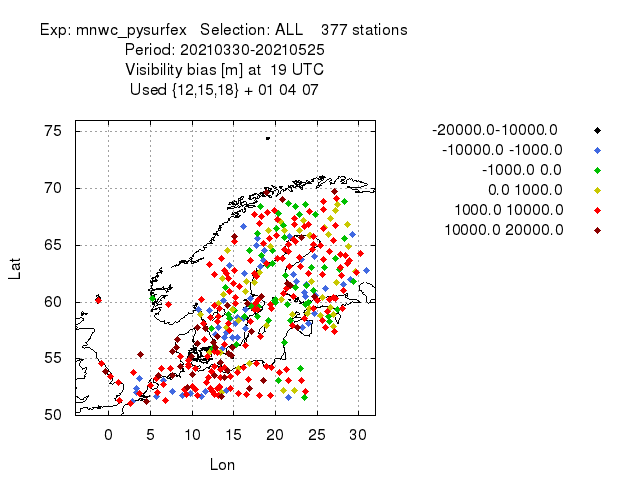 Exp: mnwc_pysurfex   Selection: ALL    377 stations
Period: 20210330-20210525
Visibility bias [m] at  19 UTC
Used {12,15,18} + 01 04 07
-20000.0-10000.0
-10000.0 -1000.0
-1000.0 0.0
0.0 1000.0
1000.0 10000.0
10000.0 20000.0
75
70
65
60
55
50
Lat
0 5 10 15 20 25 30
Lon